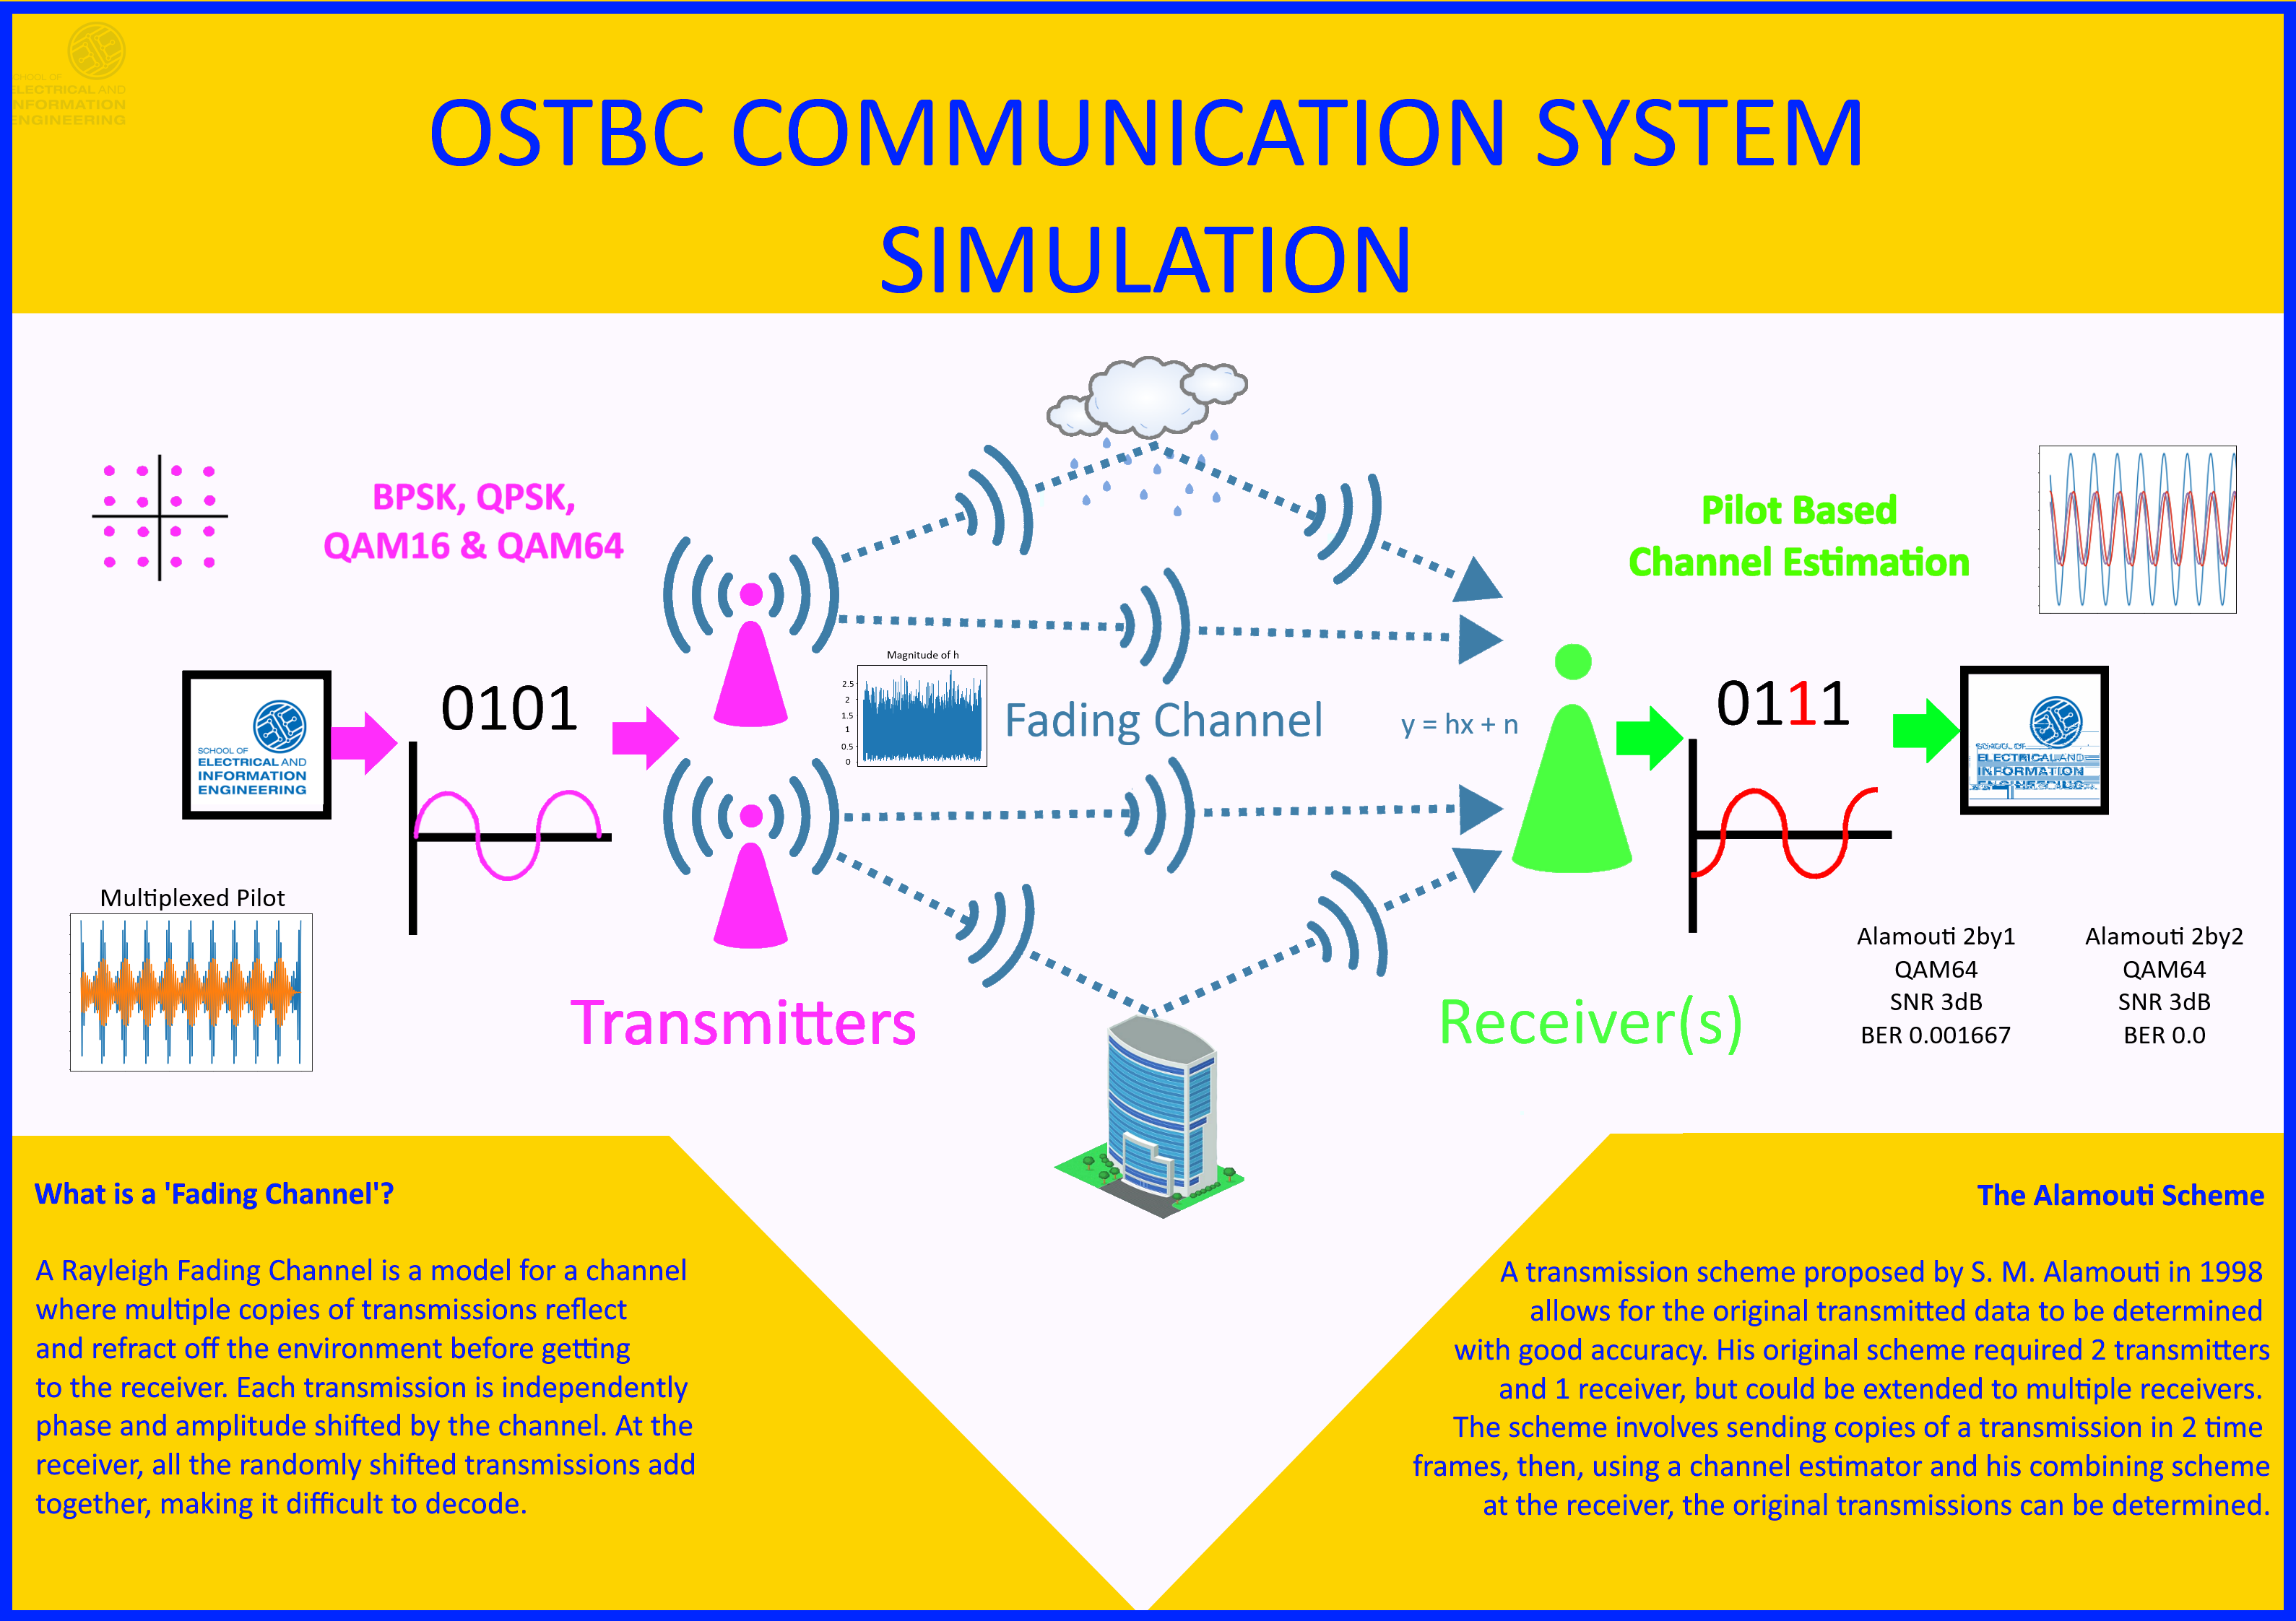 SCHOOL OF
ELECTRICAL AND
INFORMATION
ENGINEERING
OSTBC COMMUNICATION SYSTEM
SIMULATION
BPSK, QPSK,
QAM16 & QAM64
Pilot Based
Channel Estimation
SCHOOL OF
ELECTRICAL AND
INFORMATION
ENGINEERING
0101
Magnitude of h
2.5
2
1.5
1
0.5
0
Fading Channel
y = hx + n
0111
SCHOOL OF
ELECTRICAL AND
INFORMATION
Multiplexed Pilot
Transmitters
Receiver(s)
Alamouti 2by1
QAM64
SNR 3dB
BER 0.001667
Alamouti 2by2
QAM64
SNR 3dB
BER 0.0
What is a 'Fading Channel'?
A Rayleigh Fading Channel is a model for a channel
where multiple copies of transmissions reflect
and refract off the environment before getting
to the receiver. Each transmission is independently
phase and amplitude shifted by the channel. At the
receiver, all the randomly shifted transmissions add
together, making it difficult to decode.
The Alamouti Scheme
A transmission scheme proposed by S. M. Alamouti in 1998
allows for the original transmitted data to be determined
with good accuracy. His original scheme required 2 transmitters
and 1 receiver, but could be extended to multiple receivers.
The scheme involves sending copies of a transmission in 2 time
frames, then, using a channel estimator and his combining scheme
at the receiver, the original transmissions can be determined.